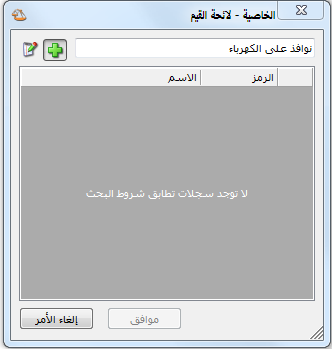 الخاصية - لائحة القيم
نوافذ على الكهرباء
الرمز الاسم
لا توجد سجلات تطابق شروط البحث
موافق إلغاء الأمر